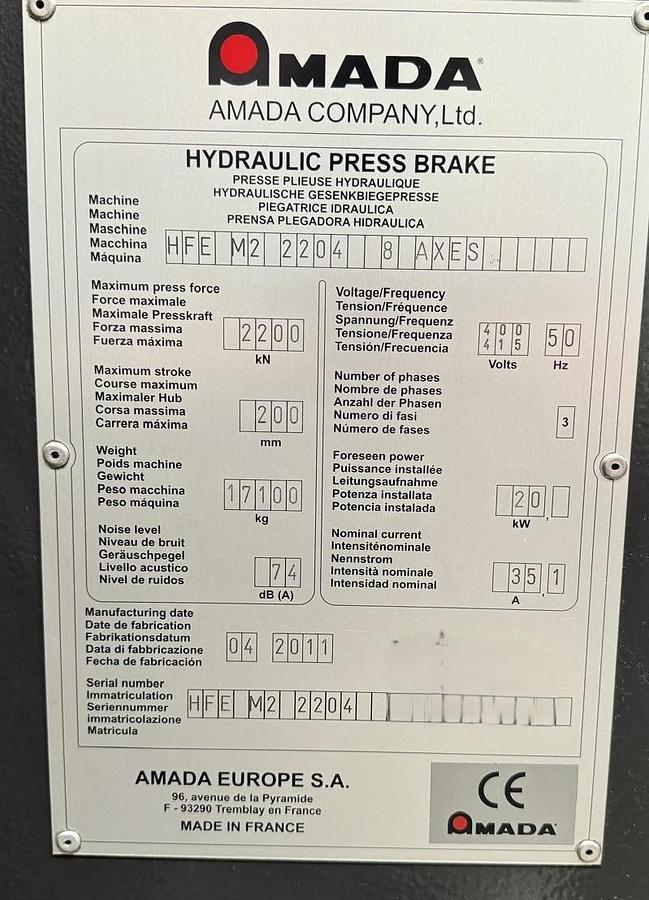 AMADA®
AMADA COMPANY,Ltd.
HYDRAULIC PRESS BRAKE
PRESSE PLIEUSE HYDRAULIQUE
HYDRAULISCHE GESENKBIEGEPRESSE
PIEGATRICE IDRAULICA
PRENSA PLEGADORA HIDRAULICA
Machine
Machine
Maschine
Macchina
Máquina
HFE M2 2204 8 AXES
Maximum press force
Force maximale
Maximale Presskraft
Forza massima
Fuerza máxima
2200
kN
Maximum stroke
Course maximum
Maximaler Hub
Corsa massima
Carrera máxima
200
mm
Weight
Poids machine
Gewicht
Peso macchina
Peso máquina
17100
kg
Noise level
Niveau de bruit
Geräuschpegel
Livello acustico
Nivel de ruidos
74
dB (A)
Voltage/Frequency
Tension/Fréquence
Spannung/Frequenz
Tensione/Frequenza
Tensión/Frecuencia
400
415
Volts
50
Hz
Number of phases
Nombre de phases
Anzahl der Phasen
Numero di fasi
Número de fases
3
Foreseen power
Puissance installée
Leitungsaufnahme
Potenza installata
Potencia instalada
20,
kW
Nominal current
Intensiténominale
Nennstrom
Intensità nominale
Intensidad nominal
35,1
A
Manufacturing date
Date de fabrication
Fabrikationsdatum
Data di fabbricazione
Fecha de fabricación
04 2011
Serial number
Immatriculation
Seriennummer
immatricolazione
Matricula
HFE M2 2204
AMADA EUROPE S.A.
96, avenue de la Pyramide
F - 93290 Tremblay en France
MADE IN FRANCE
CE
AMADA